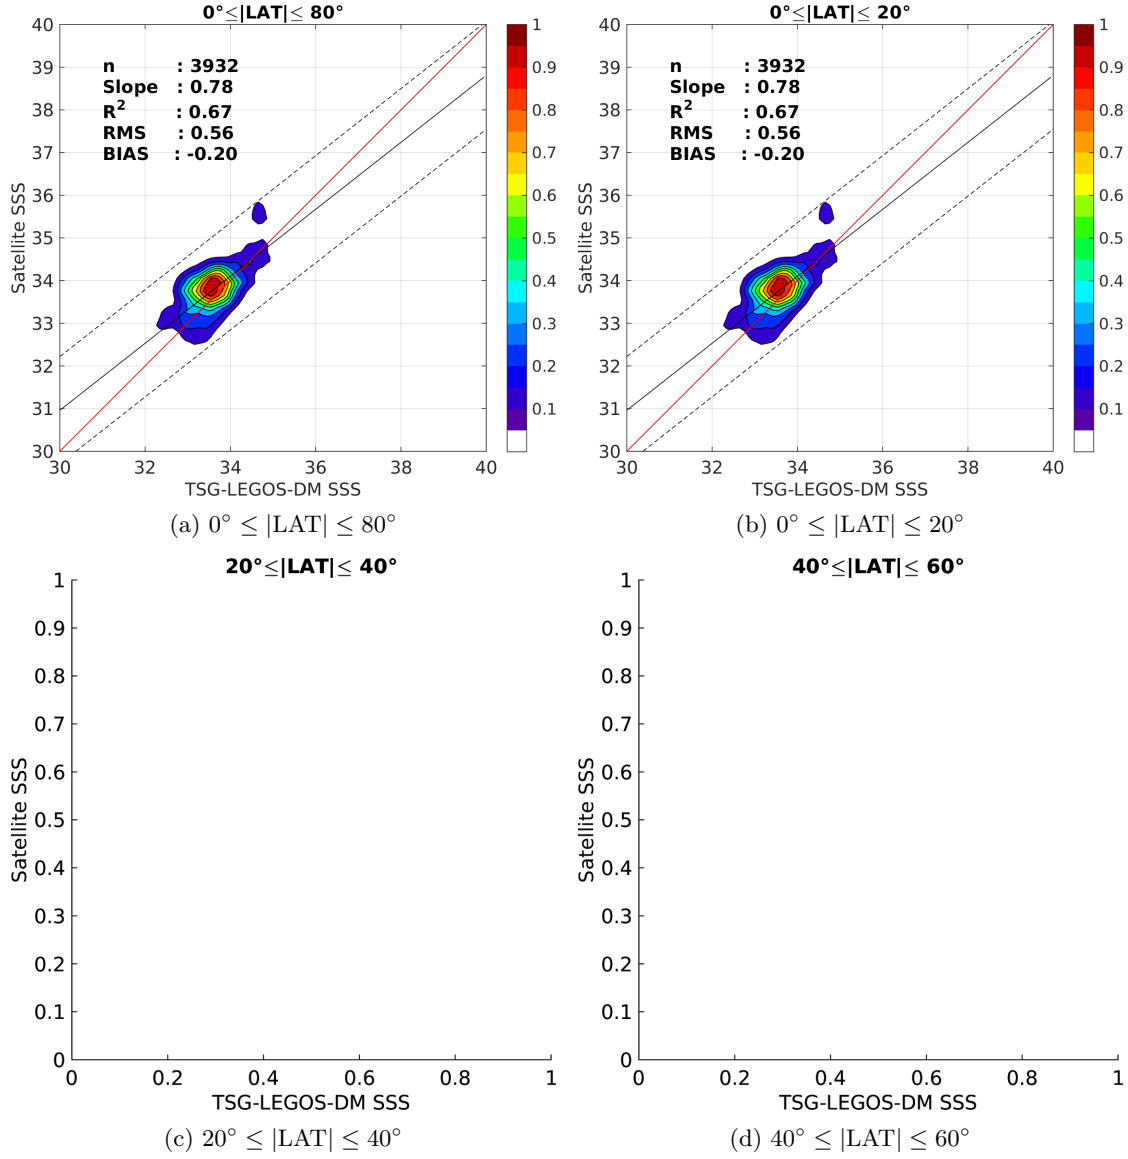 0°≤|LAT|≤ 80°
n : 3932
Slope : 0.78
R² : 0.67
RMS : 0.56
BIAS : -0.20
40
39
38
37
36
35
34
33
32
31
30
Satellite SSS
30 32 34 36 38 40
TSG-LEGOS-DM SSS
1
0.9
0.8
0.7
0.6
0.5
0.4
0.3
0.2
0.1
(a) 0° ≤ |LAT| ≤ 80°
0°≤|LAT|≤ 20°
n : 3932
Slope : 0.78
R² : 0.67
RMS : 0.56
BIAS : -0.20
40
39
38
37
36
35
34
33
32
31
30
Satellite SSS
30 32 34 36 38 40
TSG-LEGOS-DM SSS
1
0.9
0.8
0.7
0.6
0.5
0.4
0.3
0.2
0.1
(b) 0° ≤ |LAT| ≤ 20°
20°≤|LAT|≤ 40°
1
0.9
0.8
0.7
0.6
0.5
0.4
0.3
0.2
0.1
0
Satellite SSS
0 0.2 0.4 0.6 0.8 1
TSG-LEGOS-DM SSS
(c) 20° ≤ |LAT| ≤ 40°
40°≤|LAT|≤ 60°
1
0.9
0.8
0.7
0.6
0.5
0.4
0.3
0.2
0.1
0
Satellite SSS
0 0.2 0.4 0.6 0.8 1
TSG-LEGOS-DM SSS
(d) 40° ≤ |LAT| ≤ 60°